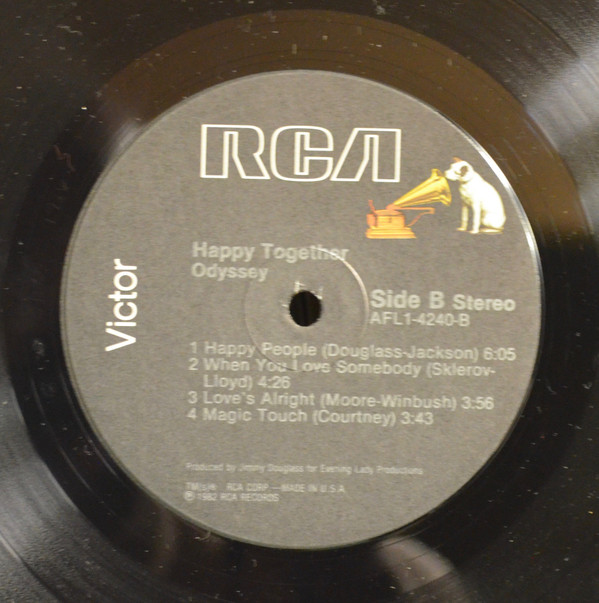 RCA
Victor
Happy Together
Odyssey
Side B Stereo
AFL1-4240-B
1 Happy People (Douglass-Jackson) 6:05
2 When You Love Somebody (Sklerov-
Lloyd) 4:26
3 Love's Alright (Moore-Winbush) 3:56
4 Magic Touch (Courtney) 3:43
Produced by Jimmy Douglass for Evening Lady Productions
TM(s)® RCA CORP. —MADE IN U.S.A.
℗ 1982 RCA RECORDS